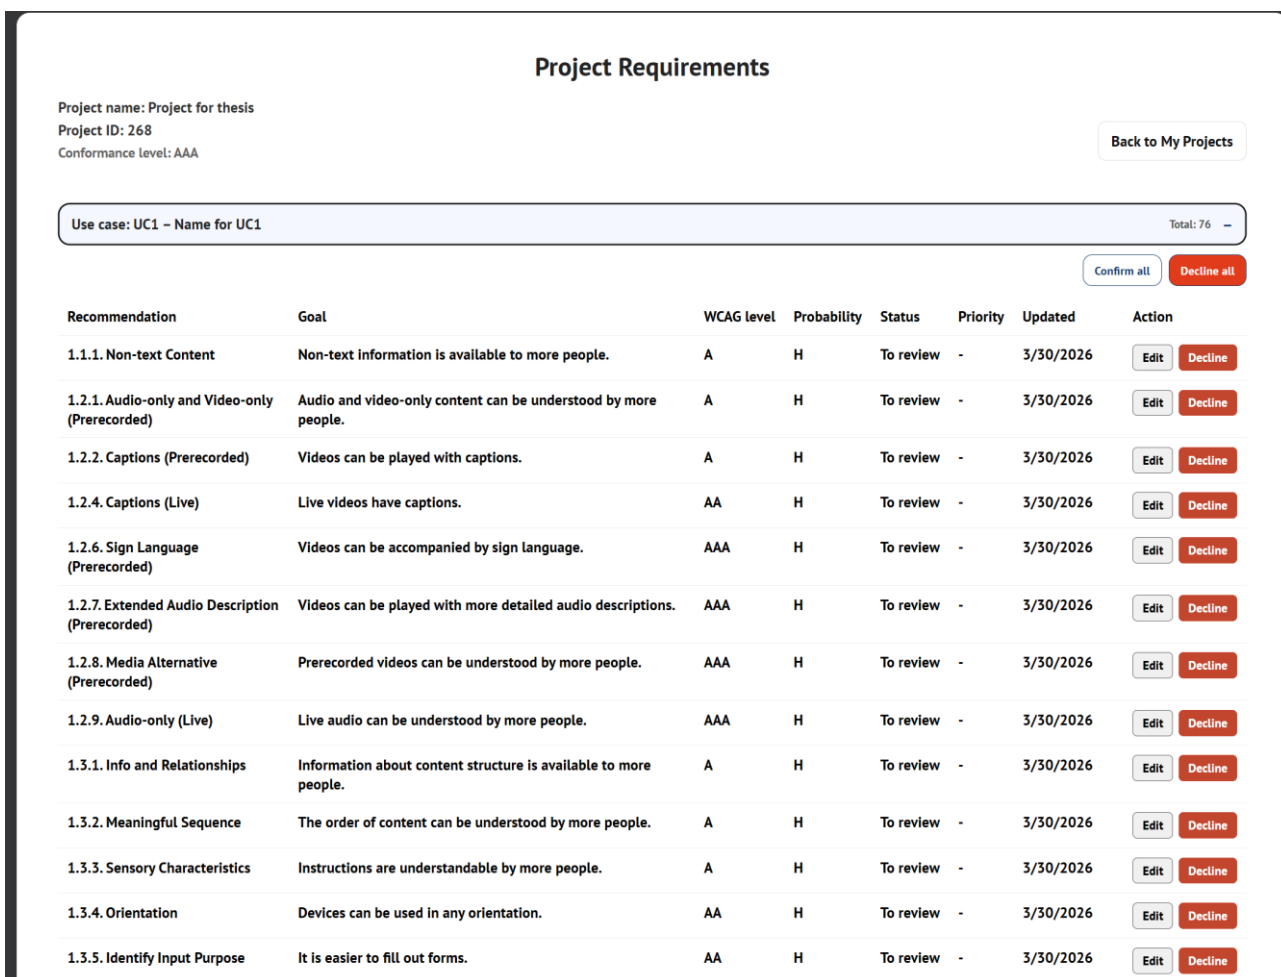 Project Requirements
Project name: Project for thesis
Project ID: 268
Conformance level: AAA
Back to My Projects
Use case: UC1 – Name for UC1 Total: 76 –
Confirm all Decline all
Recommendation Goal WCAG level Probability Status Priority Updated Action
1.1.1. Non-text Content Non-text information is available to more people. A H To review - 3/30/2026 Edit Decline
1.2.1. Audio-only and Video-only Audio and video-only content can be understood by more A H To review - 3/30/2026 Edit Decline
(Prerecorded) people.
1.2.2. Captions (Prerecorded) Videos can be played with captions. A H To review - 3/30/2026 Edit Decline
1.2.4. Captions (Live) Live videos have captions. AA H To review - 3/30/2026 Edit Decline
1.2.6. Sign Language Videos can be accompanied by sign language. AAA H To review - 3/30/2026 Edit Decline
(Prerecorded)
1.2.7. Extended Audio Description Videos can be played with more detailed audio descriptions. AAA H To review - 3/30/2026 Edit Decline
(Prerecorded)
1.2.8. Media Alternative Prerecorded videos can be understood by more people. AAA H To review - 3/30/2026 Edit Decline
(Prerecorded)
1.2.9. Audio-only (Live) Live audio can be understood by more people. AAA H To review - 3/30/2026 Edit Decline
1.3.1. Info and Relationships Information about content structure is available to more A H To review - 3/30/2026 Edit Decline
people.
1.3.2. Meaningful Sequence The order of content can be understood by more people. A H To review - 3/30/2026 Edit Decline
1.3.3. Sensory Characteristics Instructions are understandable by more people. A H To review - 3/30/2026 Edit Decline
1.3.4. Orientation Devices can be used in any orientation. AA H To review - 3/30/2026 Edit Decline
1.3.5. Identify Input Purpose It is easier to fill out forms. AA H To review - 3/30/2026 Edit Decline